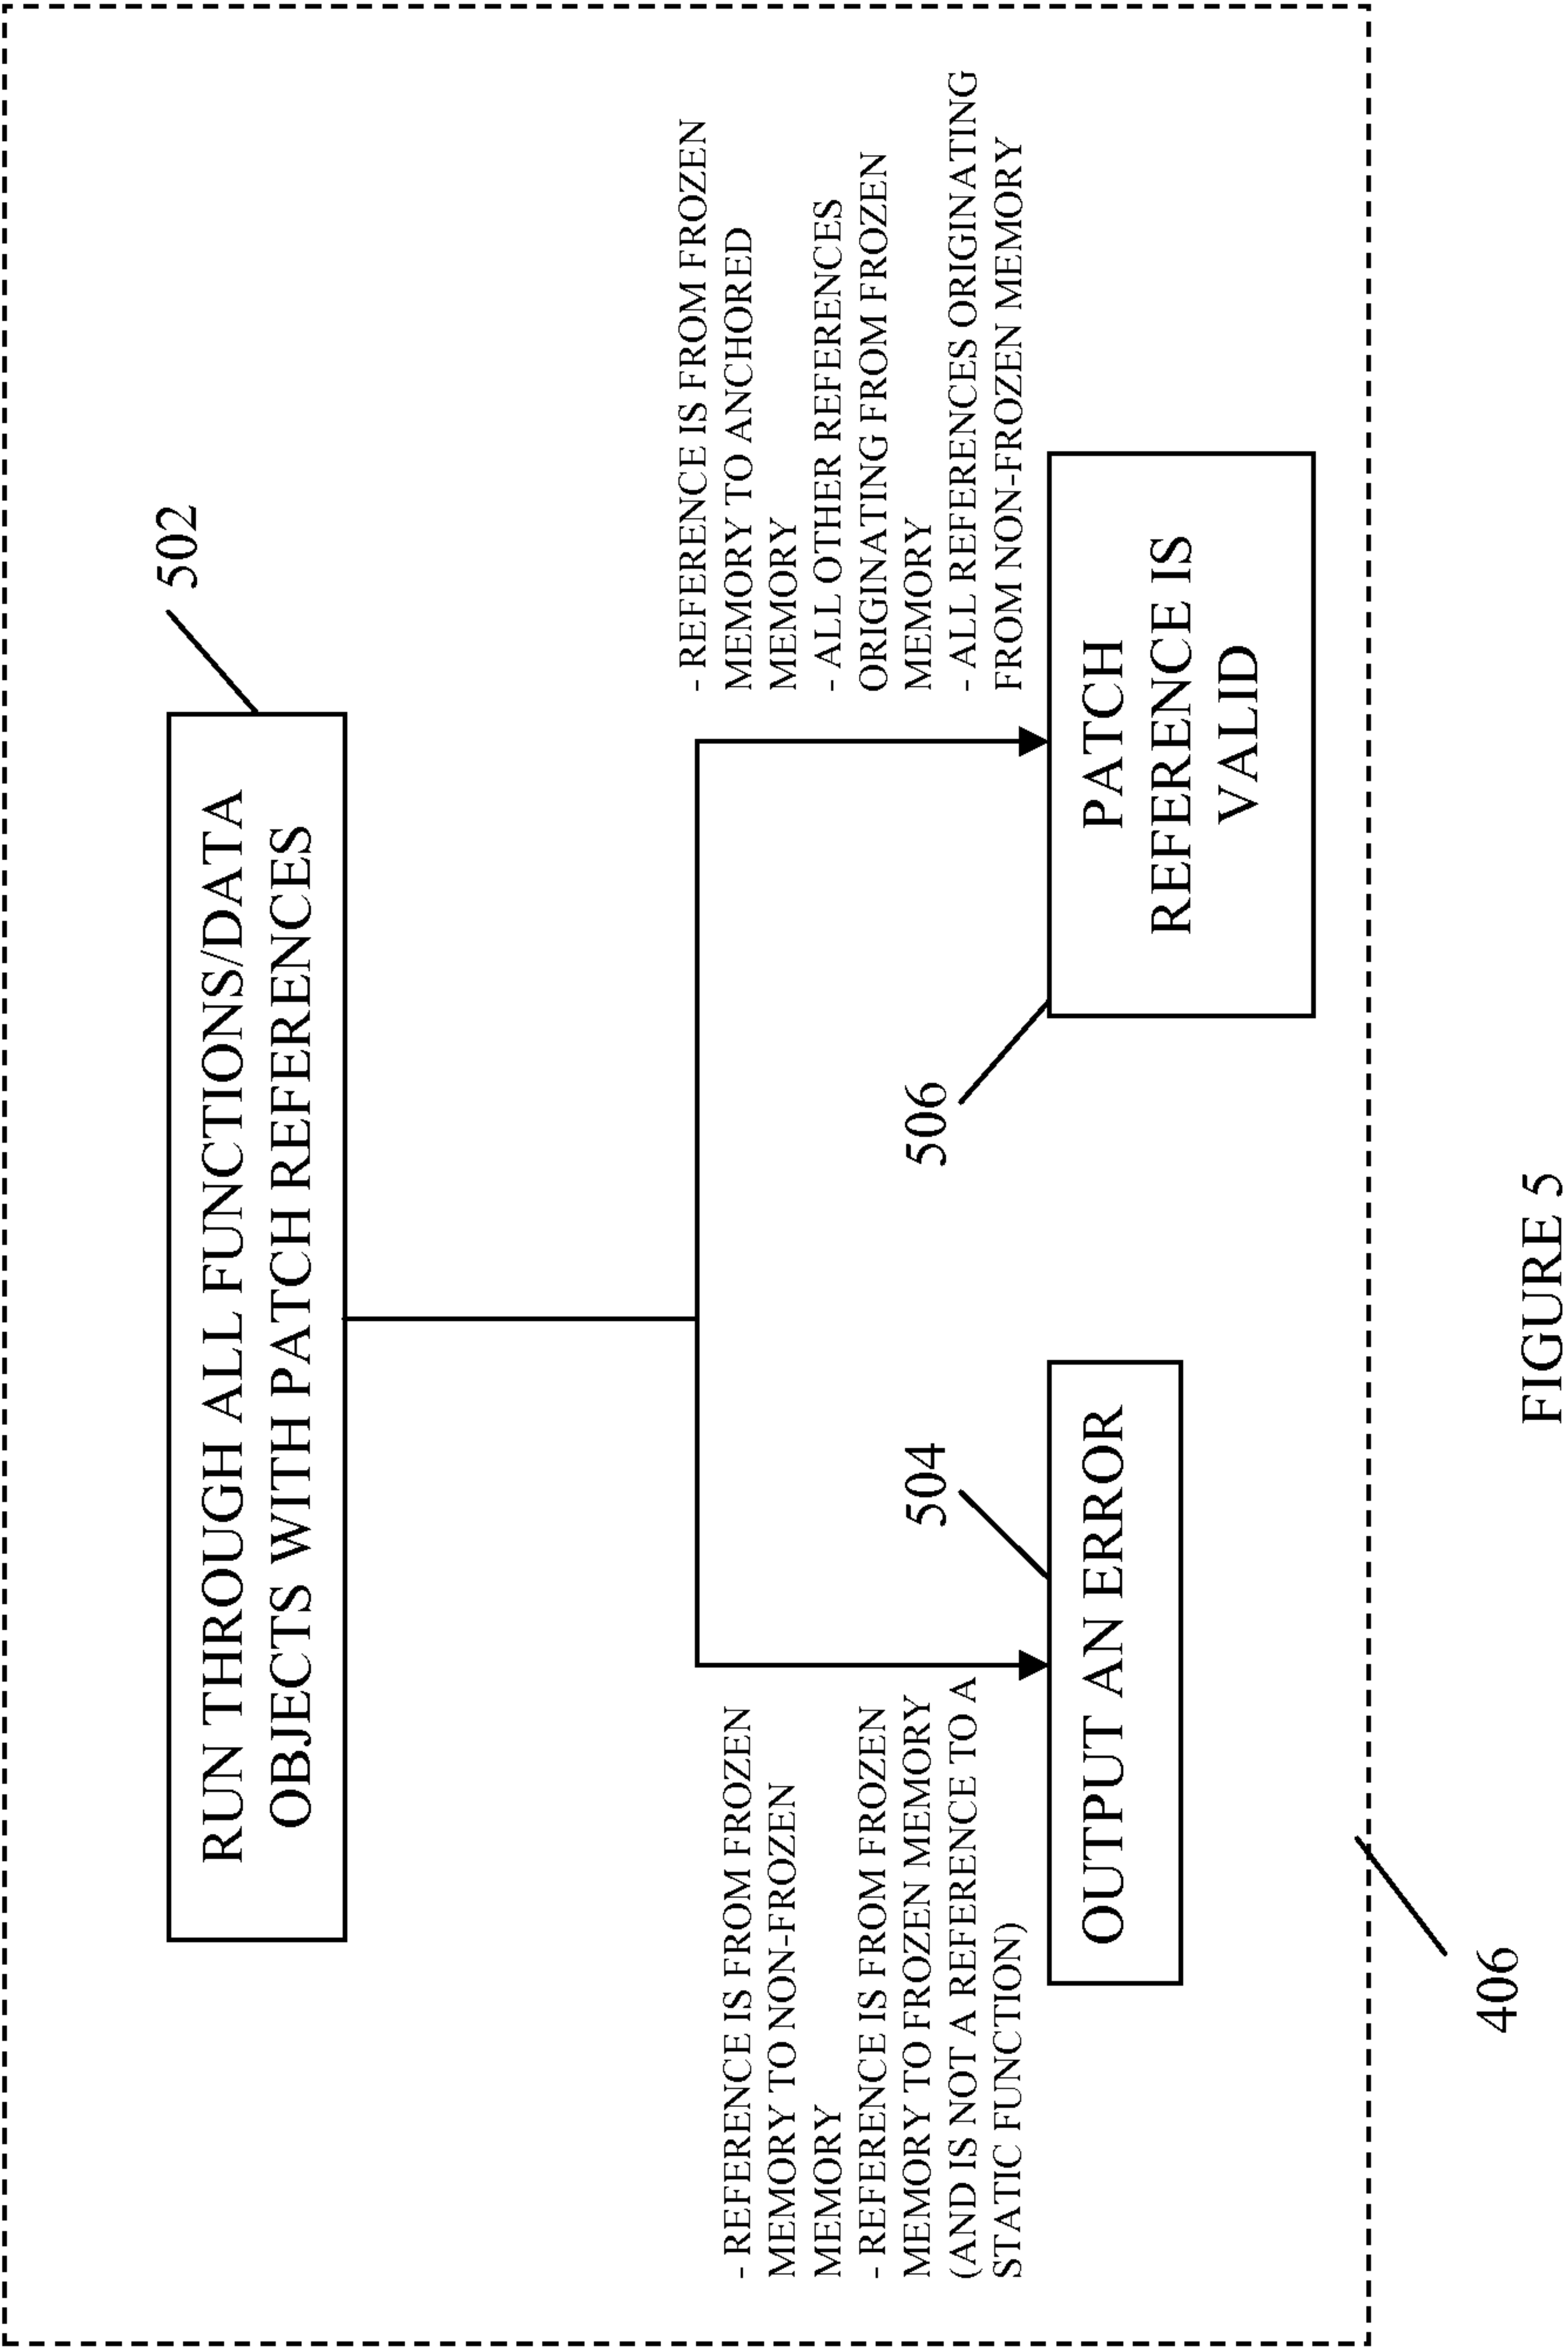 502
RUN THROUGH ALL FUNCTIONS/DATA
OBJECTS WITH PATCH REFERENCES
- REFERENCE IS FROM FROZEN
MEMORY TO NON-FROZEN
MEMORY
- REFERENCE IS FROM FROZEN
MEMORY TO FROZEN MEMORY
(AND IS NOT A REFERENCE TO A
STATIC FUNCTION)
- REFERENCE IS FROM FROZEN
MEMORY TO ANCHORED
MEMORY
- ALL OTHER REFERENCES
ORIGINATING FROM FROZEN
MEMORY
- ALL REFERENCES ORIGINATING
FROM NON-FROZEN MEMORY
504
OUTPUT AN ERROR
506
PATCH
REFERENCE IS
VALID
406
FIGURE 5